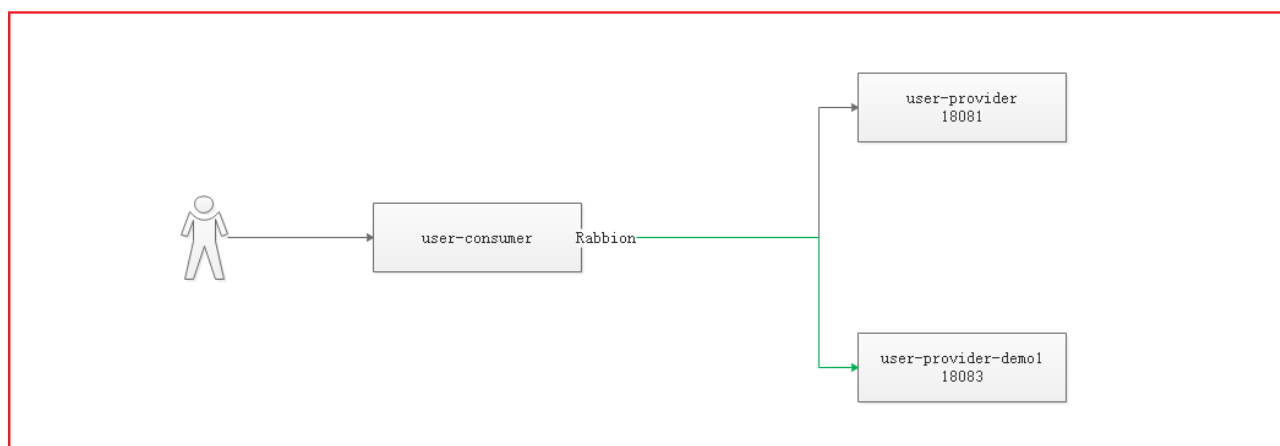 user-provider
18081
user-consumer
Rabbion
user-provider-demo1
18083